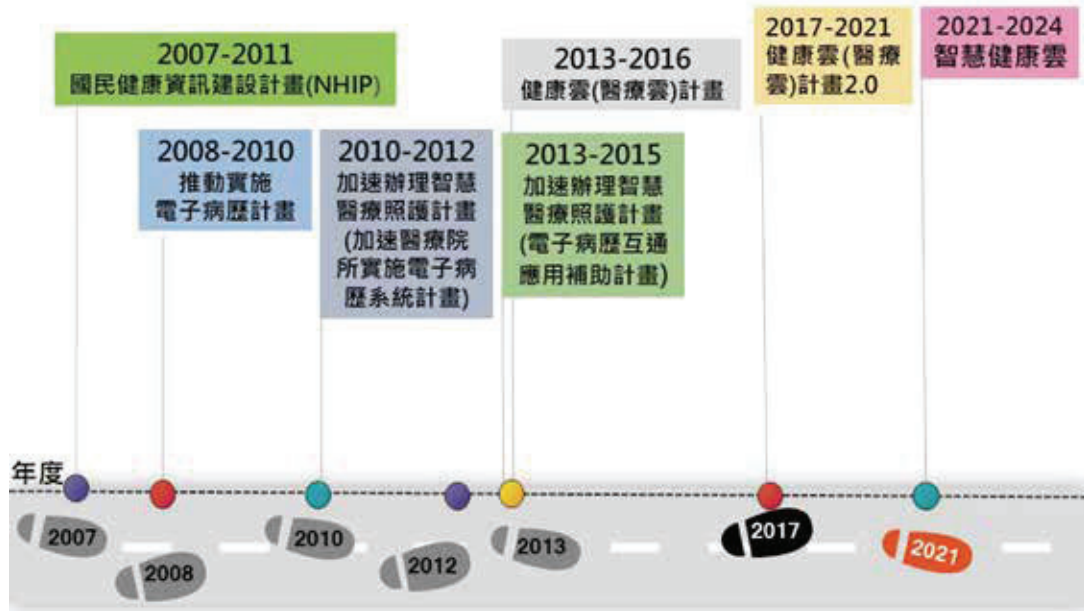 2007-2011
國民健康資訊建設計畫(NHIP)
2008-2010
推動實施
電子病歷計畫
2010-2012
加速辦理智慧
醫療照護計畫
(加速醫療院
所實施電子病
歷系統計畫)
2013-2016
健康雲(醫療雲)計畫
2013-2015
加速辦理智慧
醫療照護計畫
(電子病歷互通
應用補助計畫)
2017-2021
健康雲(醫療
雲)計畫2.0
2021-2024
智慧健康雲
年度
2007
2008
2010
2012
2013
2017
2021